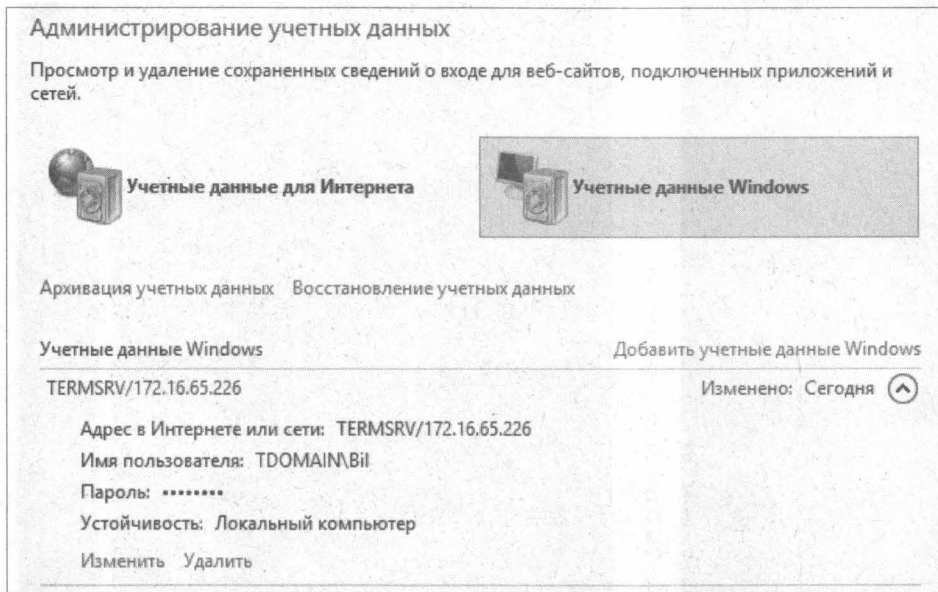 Администрирование учетных данных
Просмотр и удаление сохраненных сведений о входе для веб-сайтов, подключенных приложений и
сетей.
Учетные данные для Интернета
Учетные данные Windows
Архивация учетных данных Восстановление учетных данных
Учетные данные Windows Добавить учетные данные Windows
TERMSRV/172.16.65.226 Изменено: Сегодня
Адрес в Интернете или сети: TERMSRV/172.16.65.226
Имя пользователя: TDOMAIN\Bil
Пароль: ••••••••
Устойчивость: Локальный компьютер
Изменить Удалить